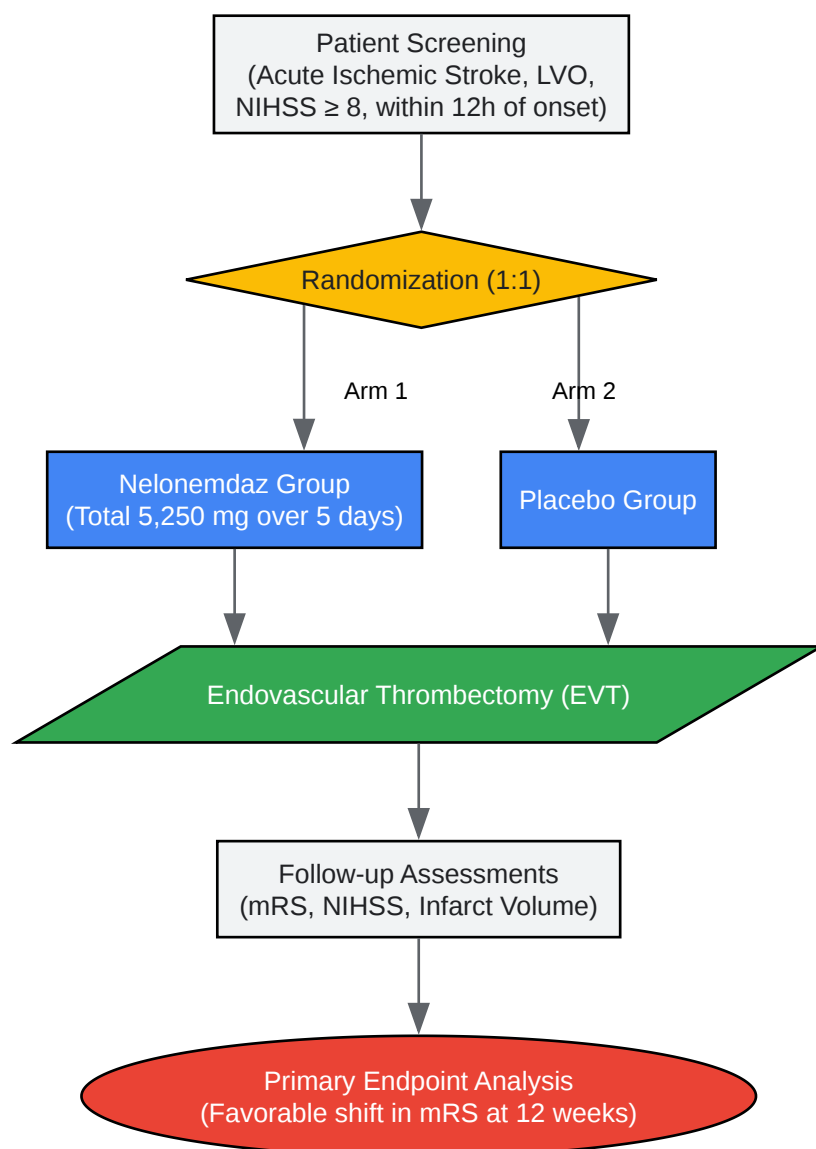 Patient Screening
(Acute Ischemic Stroke, LVO,
NIHSS ≥ 8, within 12h of onset)
Randomization (1:1)
Arm 1
Arm 2
Nelonemdaz Group
(Total 5,250 mg over 5 days)
Placebo Group
Endovascular Thrombectomy (EVT)
Follow-up Assessments
(mRS, NIHSS, Infarct Volume)
Primary Endpoint Analysis
(Favorable shift in mRS at 12 weeks)